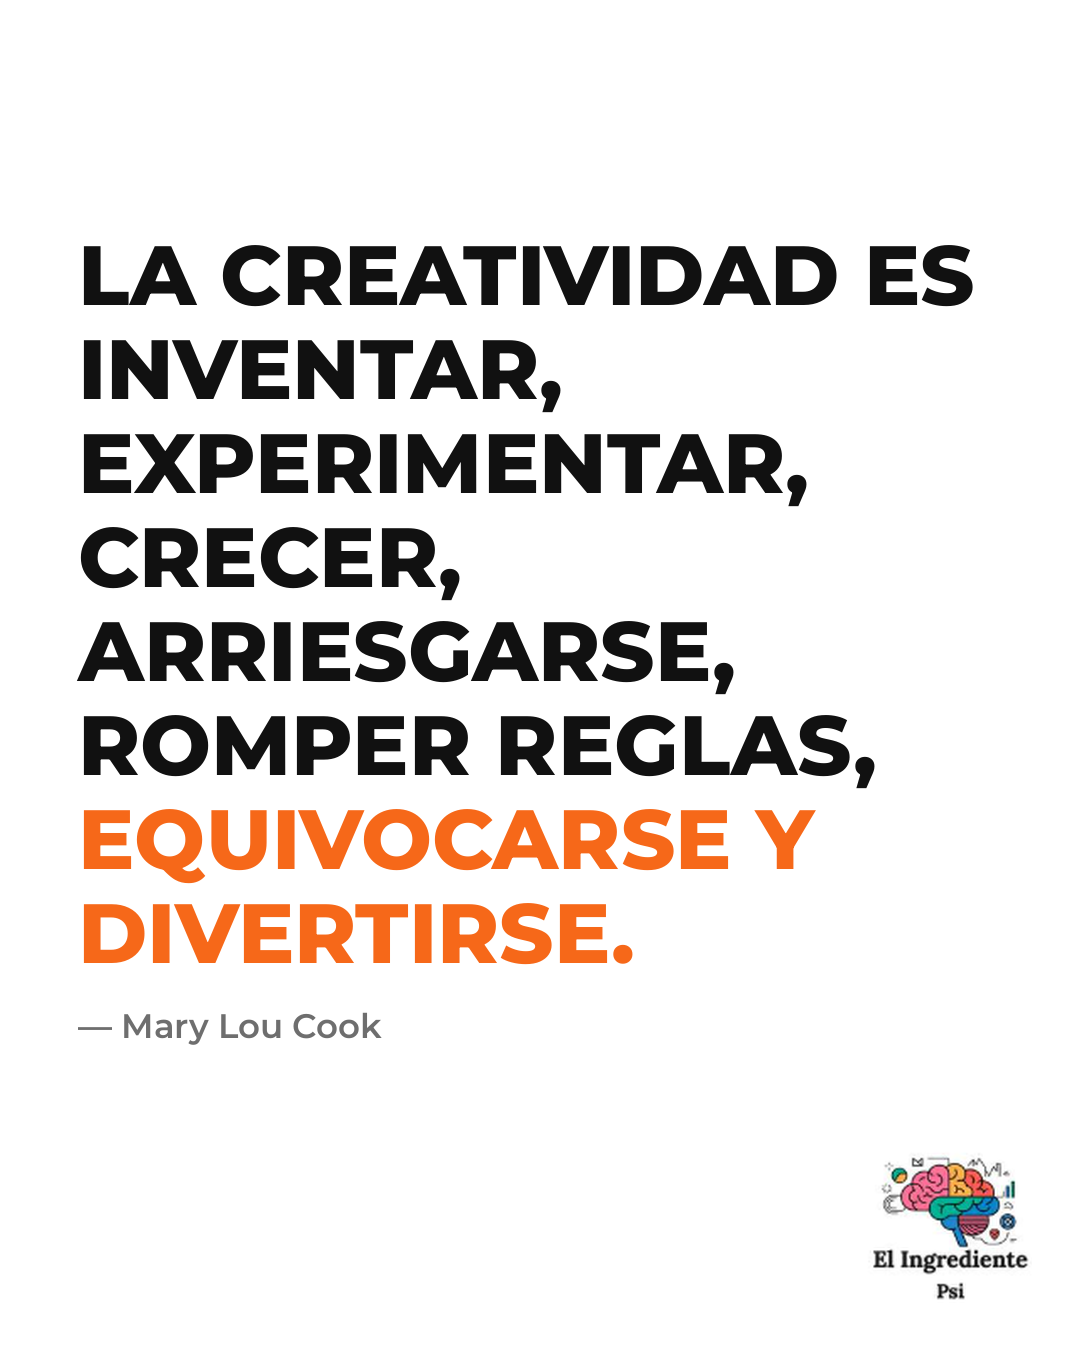 LA CREATIVIDAD ES
INVENTAR,
EXPERIMENTAR,
CRECER,
ARRIESGARSE,
ROMPER REGLAS,
EQUIVOCARSE Y
DIVERTIRSE.
— Mary Lou Cook
El Ingrediente
Psi